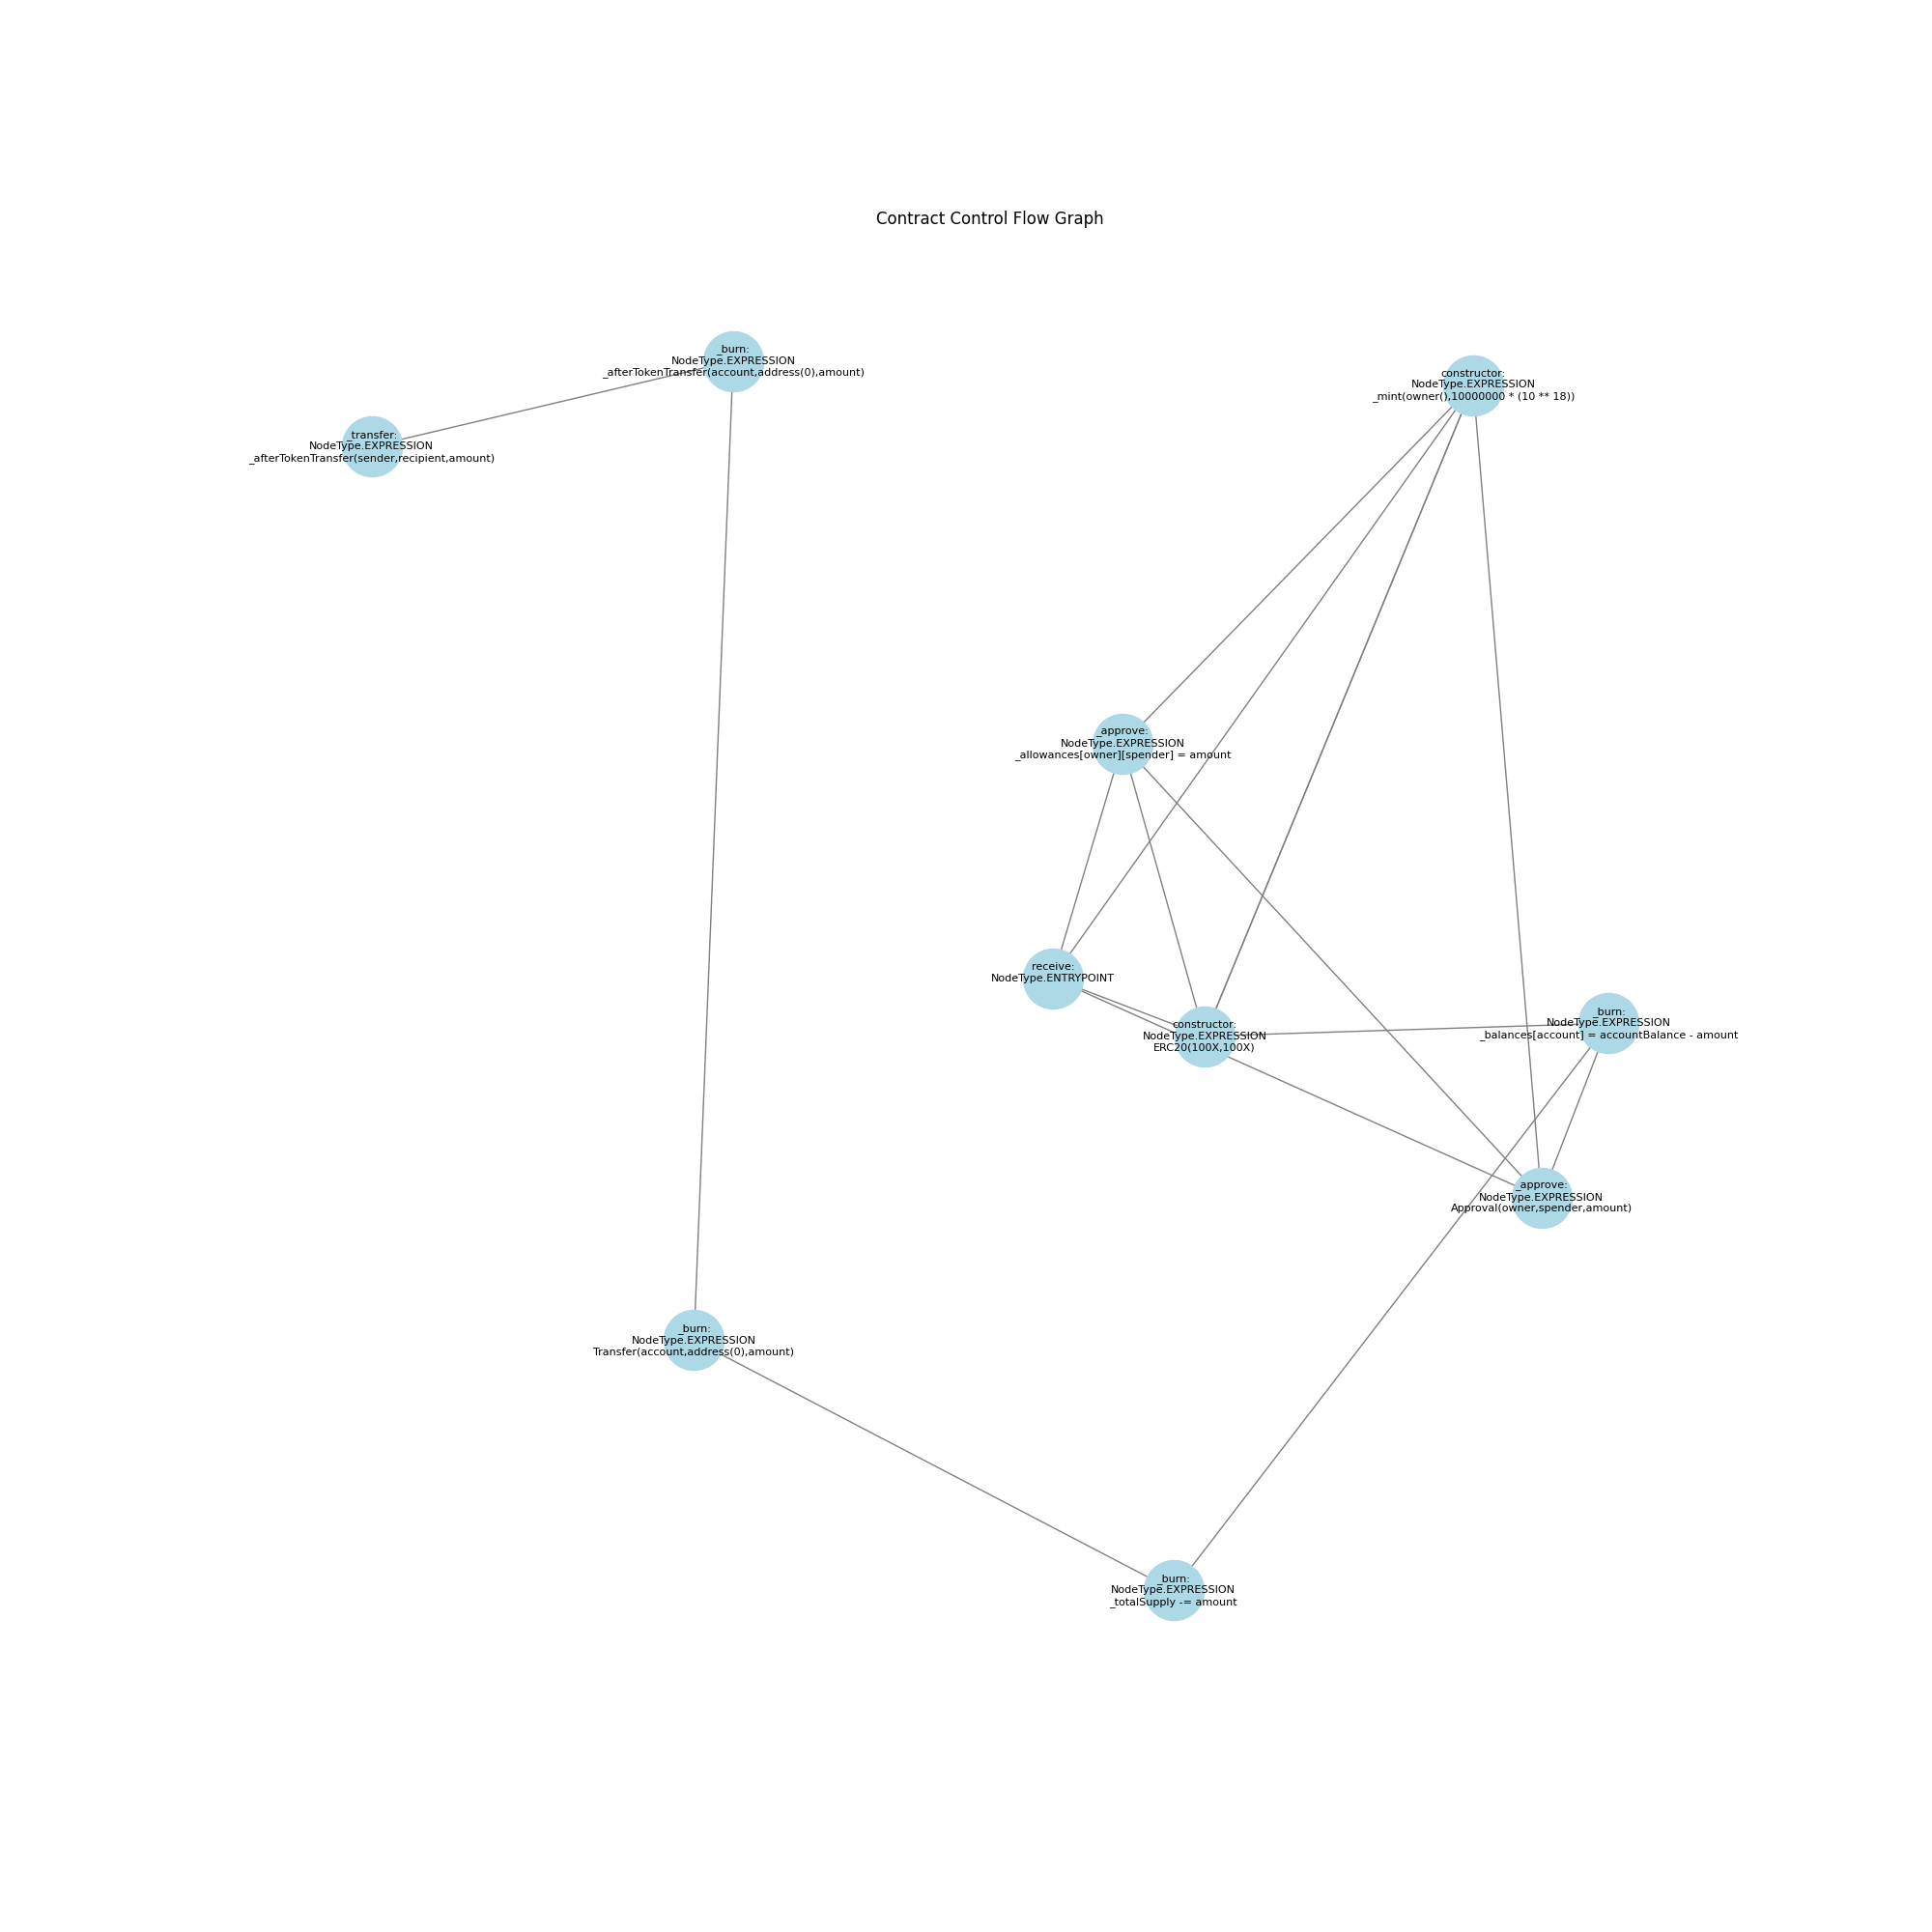 Contract Control Flow Graph
_burn:
NodeType.EXPRESSION
_afterTokenTransfer(account,address(0),amount)
constructor:
NodeType.EXPRESSION
_mint(owner(),10000000 * (10 ** 18))
_transfer:
NodeType.EXPRESSION
_afterTokenTransfer(sender,recipient,amount)
_approve:
NodeType.EXPRESSION
_allowances[owner][spender] = amount
receive:
NodeType.ENTRYPOINT
constructor:
NodeType.EXPRESSION
ERC20(100X,100X)
_burn:
NodeType.EXPRESSION
_balances[account] = accountBalance - amount
_approve:
NodeType.EXPRESSION
Approval(owner,spender,amount)
_burn:
NodeType.EXPRESSION
Transfer(account,address(0),amount)
_burn:
NodeType.EXPRESSION
_totalSupply -= amount